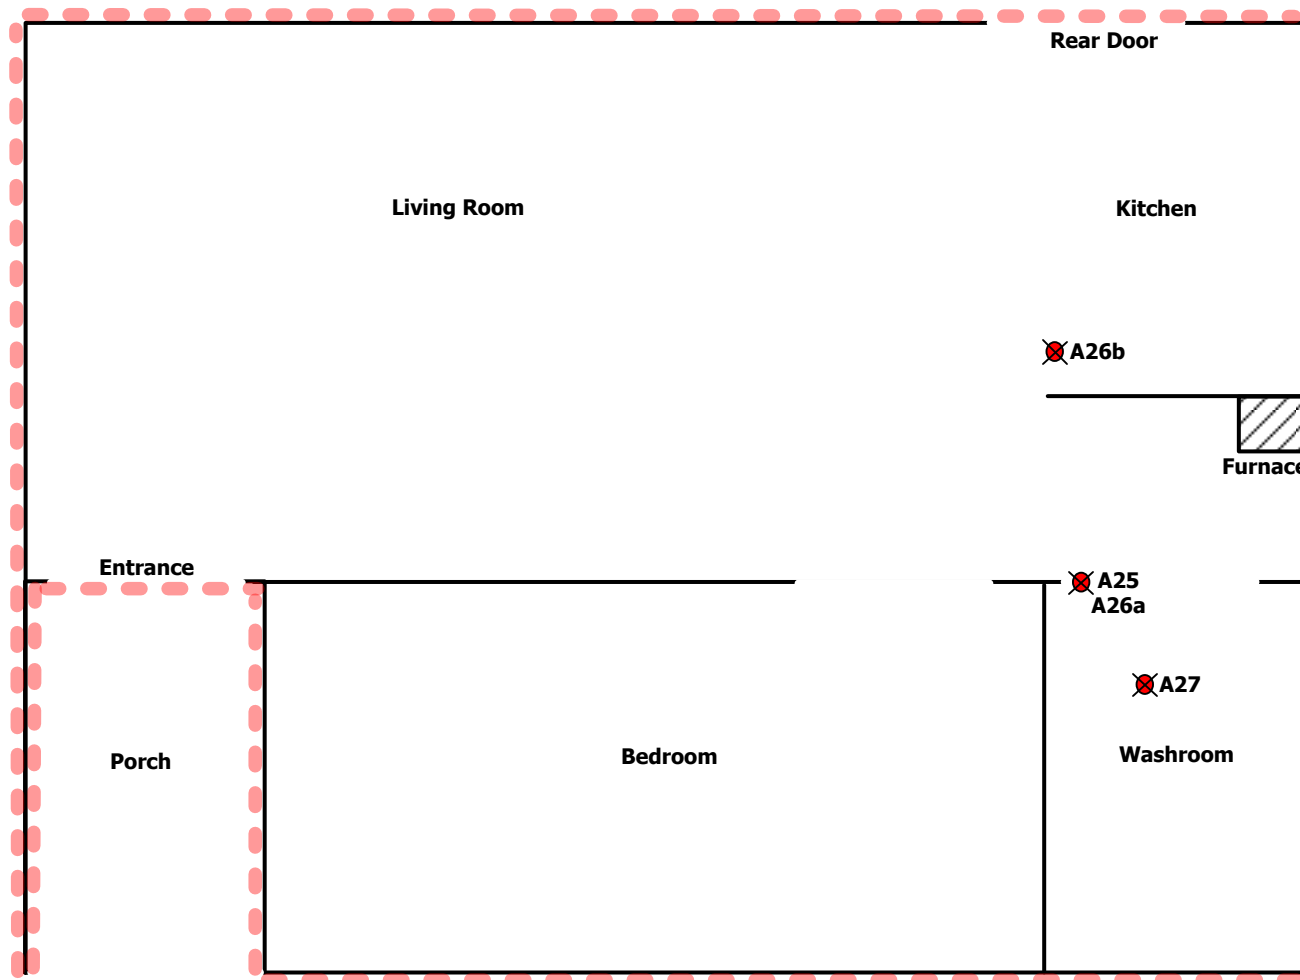 Rear Door
Living Room
Kitchen
A26b
Furnace
Entrance
A25
A26a
A27
Porch
Bedroom
Washroom